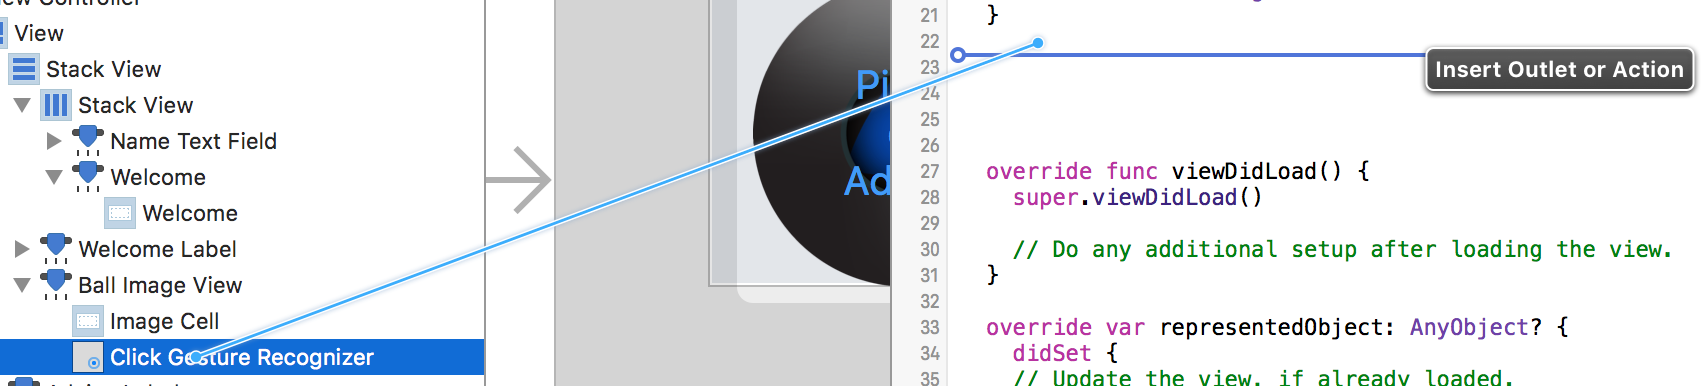 View
Stack View
Stack View
Name Text Field
Welcome
Welcome
Welcome Label
Ball Image View
Image Cell
Click Gesture Recognizer
Pi
Ad
21 }
22
23
24
25
26
27 override func viewDidLoad() {
28 super.viewDidLoad()
29
30 // Do any additional setup after loading the view.
31 }
32
33 override var representedObject: AnyObject? {
34 didSet {
35 // Update the view, if already loaded.
Insert Outlet or Action